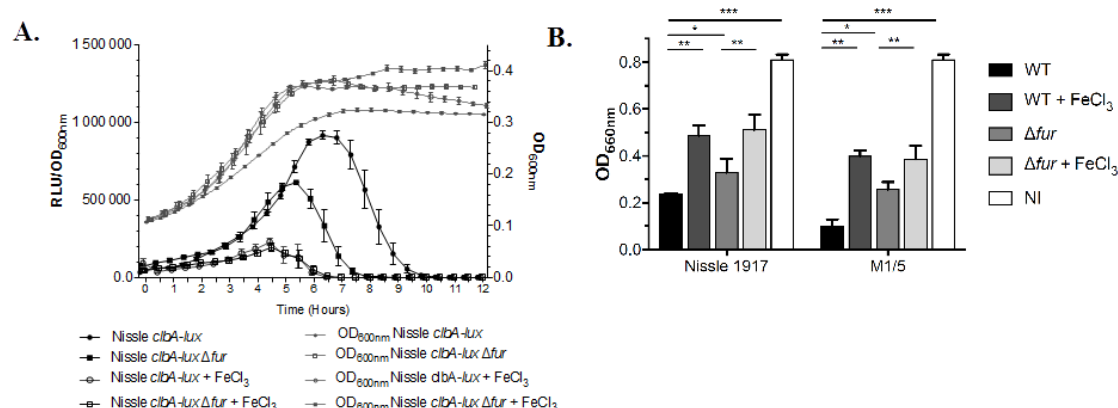 A.
1 500 000
1 000 000
500 000
0.0
RLU/OD600nm
0.4
0.3
0.2
0.1
0.0
OD600nm
0 1 2 3 4 5 6 7 8 9 10 11 12
Time (Hours)
Nissle clbA-lux
Nissle clbA-lux Δfur
Nissle clbA-lux + FeCl3
Nissle clbA-lux Δfur + FeCl3
OD600nm Nissle clbA-lux
OD600nm Nissle clbA-lux Δfur
OD600nm Nissle clbA-lux + FeCl3
OD600nm Nissle clbA-lux Δfur + FeCl3
B.
*** ***
* *
** ** ** **
0.8
0.6
0.4
0.2
0.0
OD660nm
Nissle 1917 M1/5
WT
WT + FeCl3
Δfur
Δfur + FeCl3
NI